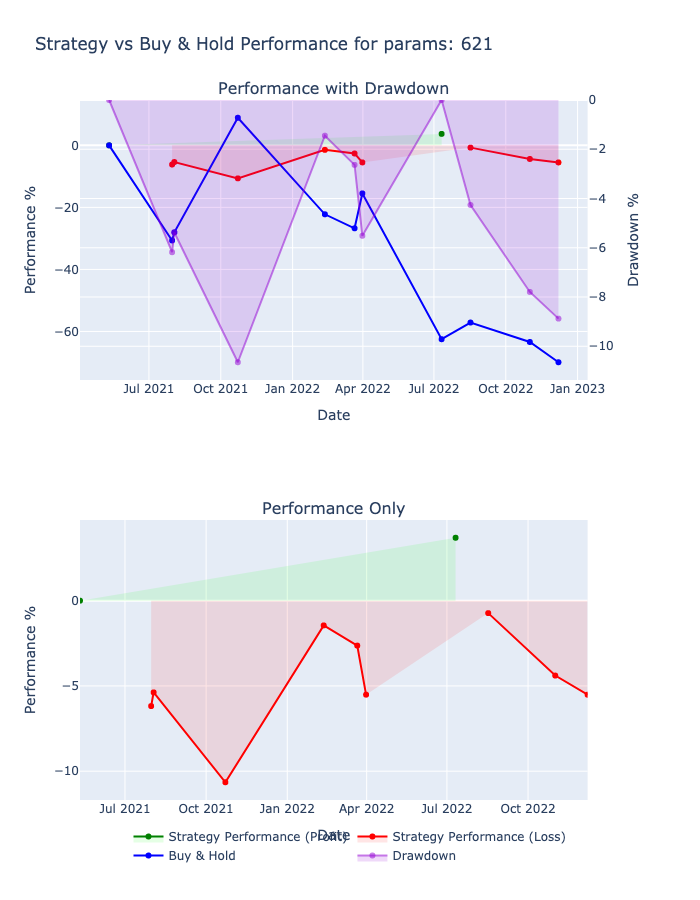 Strategy vs Buy & Hold Performance for params: 621
Performance with Drawdown
0
−20
−40
−60
Performance %
0
−2
−4
−6
−8
−10
Drawdown %
Jul 2021 Oct 2021 Jan 2022 Apr 2022 Jul 2022 Oct 2022 Jan 2023
Date
Performance Only
0
−5
−10
Performance %
Jul 2021 Oct 2021 Jan 2022 Apr 2022 Jul 2022 Oct 2022
Date
Strategy Performance (Profit) Strategy Performance (Loss)
Buy & Hold Drawdown